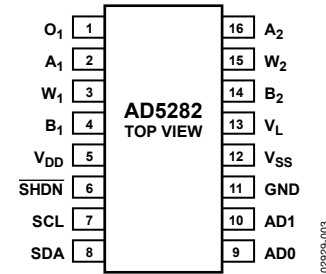 O1 1 16 A2
A1 2 15 W2
W1 3 14 B2
B1 4 AD5282 13 VL
TOP VIEW
VDD 5 12 VSS
SHDN 6 11 GND
SCL 7 10 AD1
SDA 8 9 AD0
02929-003